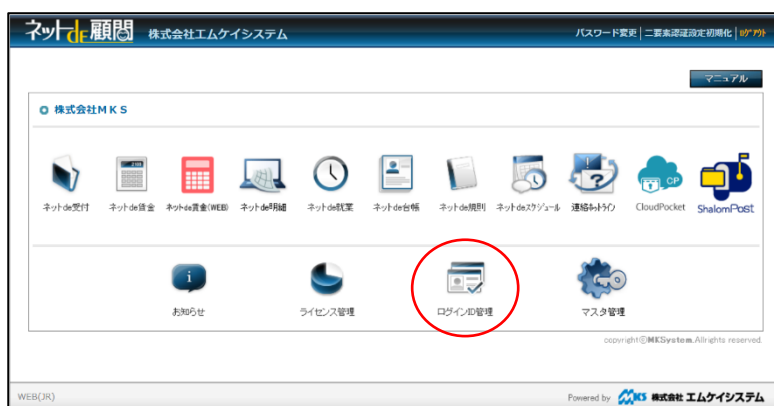 ネットde顧問 株式会社エムケイシステム パスワード変更 | 二要素認証設定初期化 | ログアウト
マニュアル
株式会社MKS
ネットde受付 ネットde賃金 ネットde賃金(WEB) ネットde明細 ネットde就業 ネットde台帳 ネットde規則 ネットdeスケジュール 連絡ホットライン CloudPocket ShalomPost
お知らせ ライセンス管理 ログインID管理 マスタ管理
copyright©MKSystem.Allrights reserved.
WEB(JR) Powered by MKS 株式会社 エムケイシステム